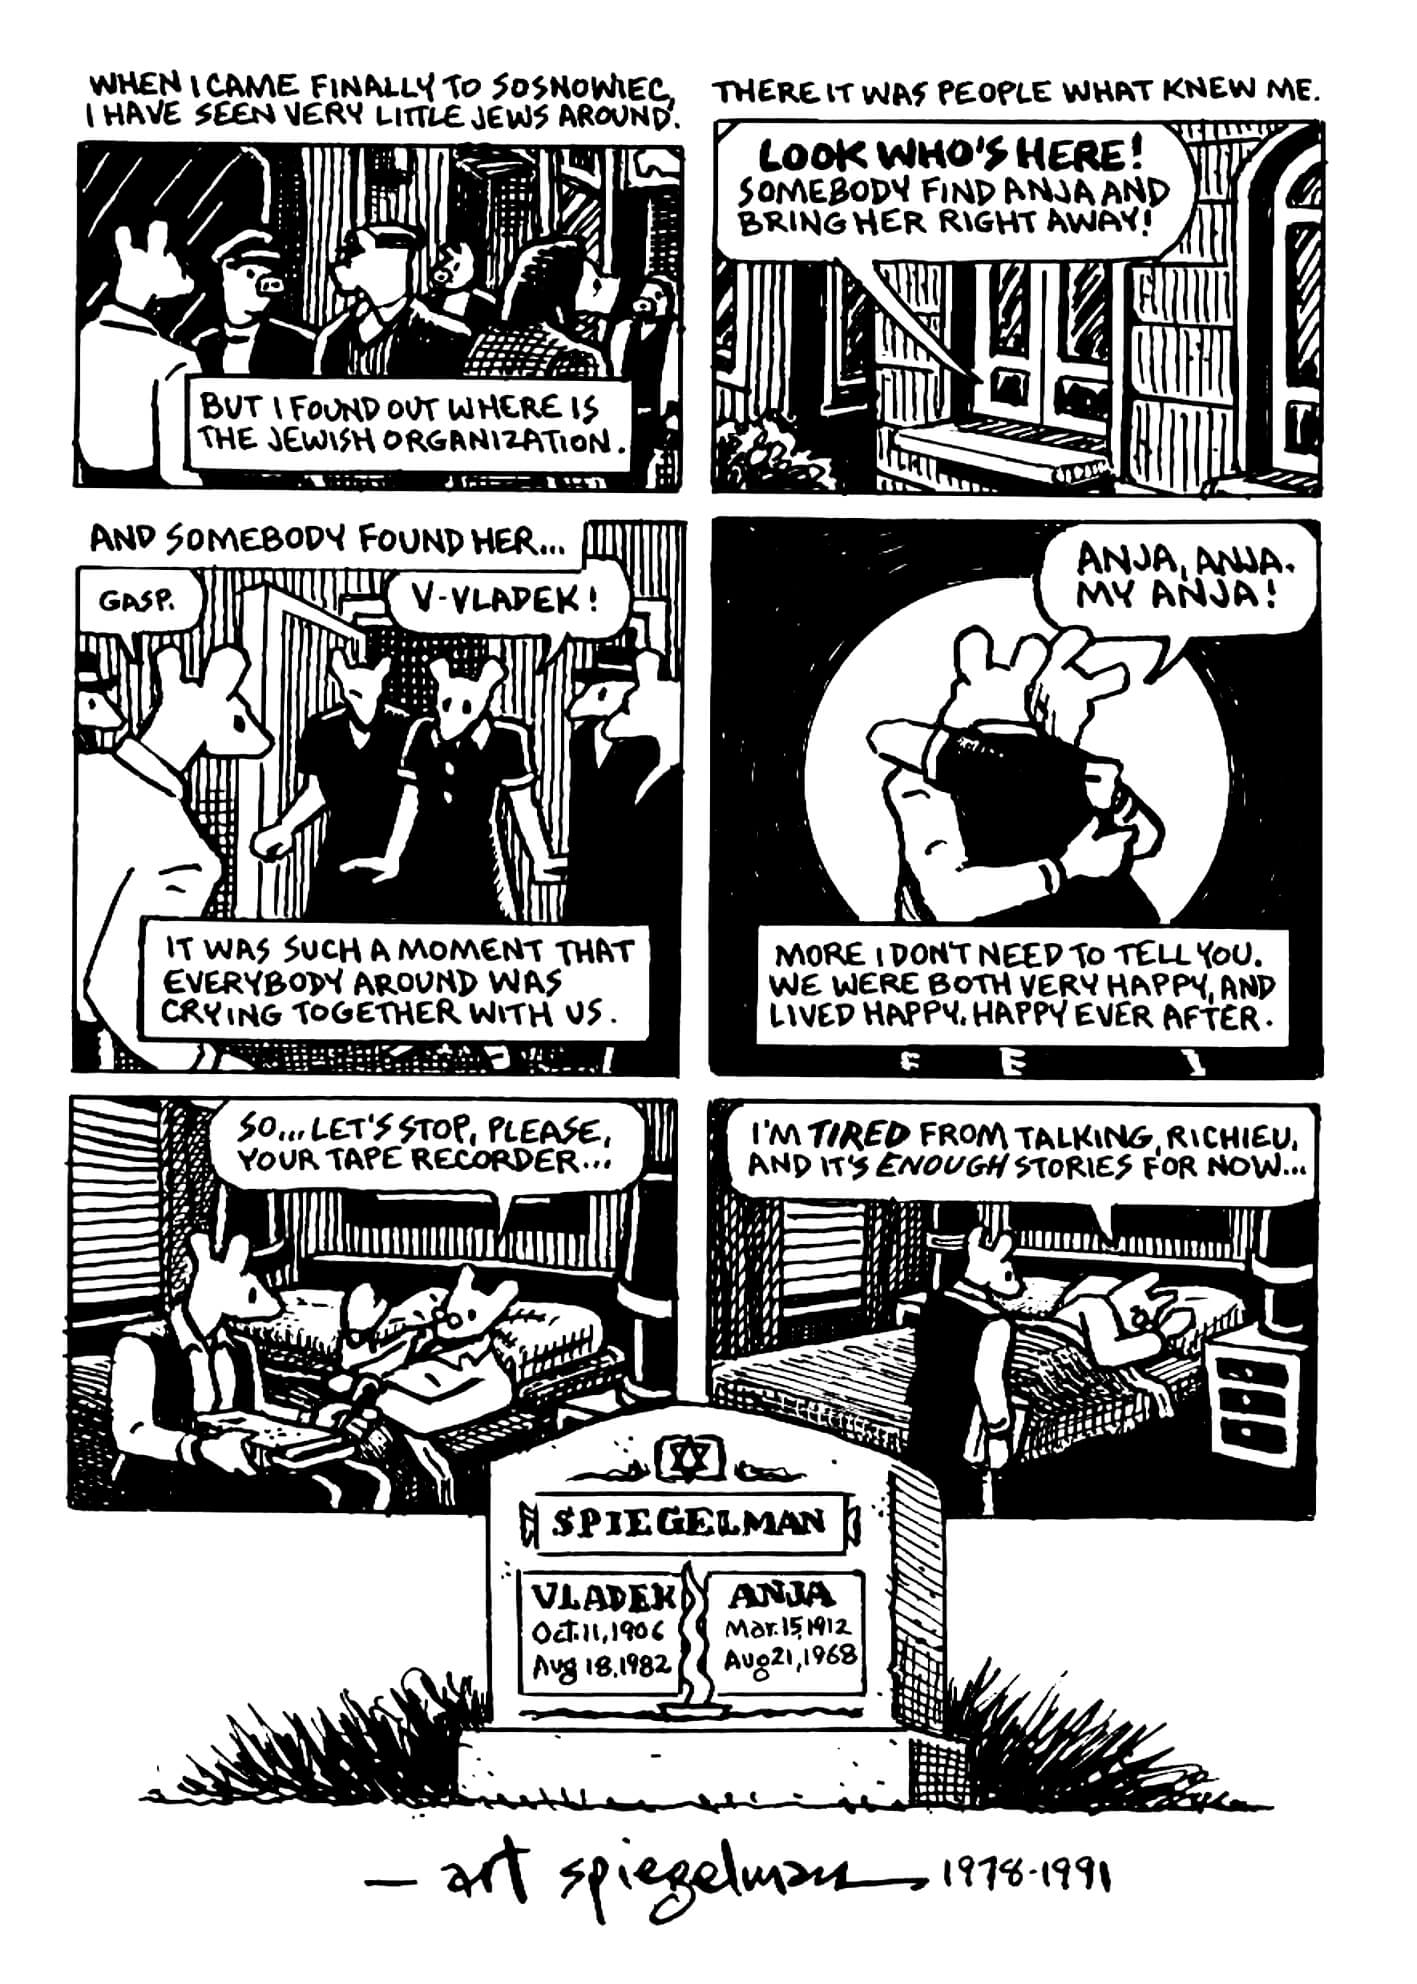 WHEN I CAME FINALLY TO SOSNOWIEC,
I HAVE SEEN VERY LITTLE JEWS AROUND.
BUT I FOUND OUT WHERE IS
THE JEWISH ORGANIZATION.
THERE IT WAS PEOPLE WHAT KNEW ME.
LOOK WHO'S HERE!
SOMEBODY FIND ANJA AND
BRING HER RIGHT AWAY!
AND SOMEBODY FOUND HER...
GASP.
V-VLADEK!
IT WAS SUCH A MOMENT THAT
EVERYBODY AROUND WAS
CRYING TOGETHER WITH US.
ANJA, ANJA.
MY ANJA!
MORE I DON'T NEED TO TELL YOU.
WE WERE BOTH VERY HAPPY, AND
LIVED HAPPY, HAPPY EVER AFTER.
SO... LET'S STOP, PLEASE,
YOUR TAPE RECORDER...
I'M TIRED FROM TALKING, RICHIEU,
AND IT'S ENOUGH STORIES FOR NOW...
SPIEGELMAN
VLADEK
Oct. 11, 1906
Aug 18, 1982
ANJA
Mar. 15, 1912
Aug 21, 1968
— art spiegelman — 1978-1991